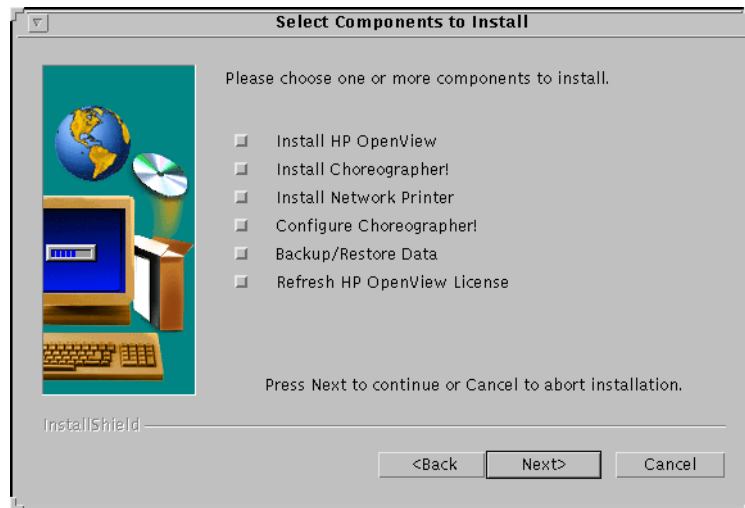 Select Components to Install
Please choose one or more components to install.
Install HP OpenView
Install Choreographer!
Install Network Printer
Configure Choreographer!
Backup/Restore Data
Refresh HP OpenView License
Press Next to continue or Cancel to abort installation.
InstallShield
<Back Next> Cancel